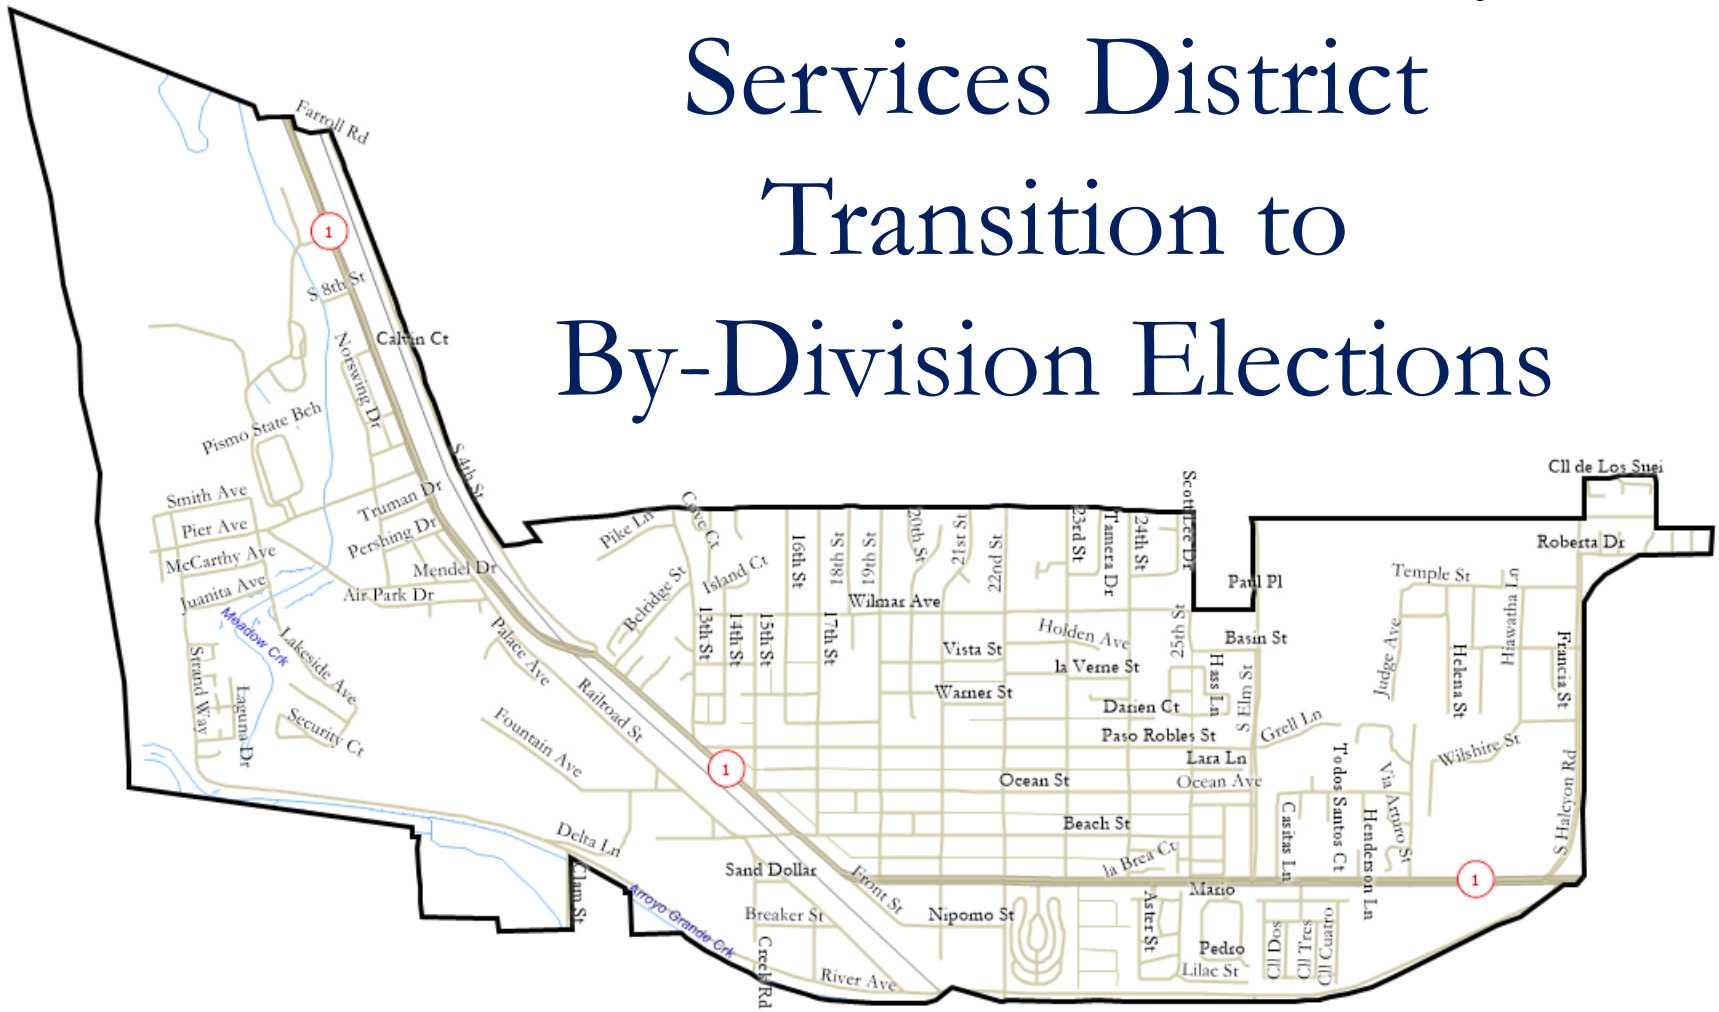 Services District
Transition to
By-Division Elections
Farroll Rd
1
S 8th St
Calvin Ct
Norswing Dr
Pismo State Bch
S 4th St
Cll de Los Suei
Smith Ave
Truman Dr
Pike Ln
Cove Ct
Scott Lee Dr
Pier Ave
Pershing Dr
16th St
18th St
19th St
20th St
21st St
22nd St
23rd St
Tamera Dr
24th St
Roberta Dr
McCarthy Ave
Mendel Dr
Island Ct
Paul Pl
Temple St
Hiawatha Ln
Juanita Ave
Air Park Dr
Belridge St
Wilmar Ave
Meadow Crk
Lakeside Ave
Palace Ave
13th St
14th St
15th St
17th St
Vista St
Holden Ave
25th St
Basin St
Judge Ave
Helena St
Francia St
la Verne St
Strand Way
Laguna Dr
Railroad St
Warner St
Hass Ln
S Elm St
Darien Ct
Security Ct
Fountain Ave
Paso Robles St
Grell Ln
Wilshire St
Lara Ln
1
Ocean St
Ocean Ave
Todos Santos Ct
Via Arturo St
S Halcyon Rd
Casitas Ln
Henderson Ln
Delta Ln
Beach St
la Brea Ct
Sand Dollar
Clam St
Front St
Mario
1
Arroyo Grande Crk
Breaker St
Nipomo St
Aster St
Pedro
Cll Dos
Cll Tres
Cll Cuatro
Creek Rd
River Ave
Lilac St